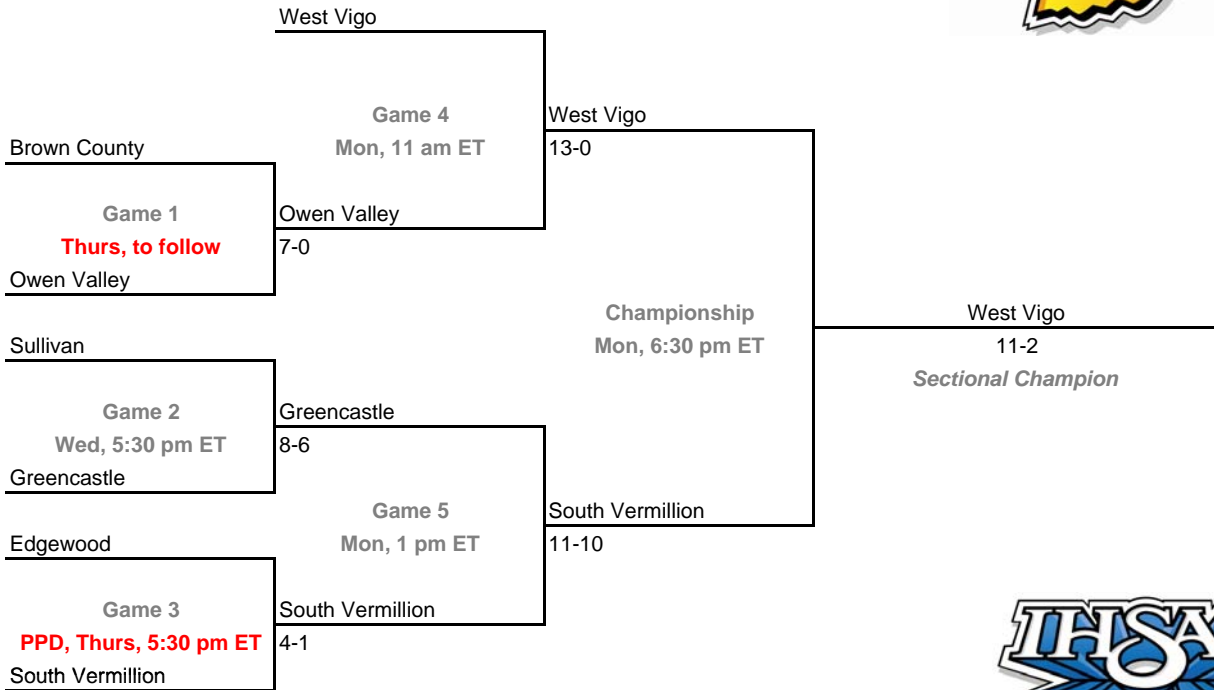 West Vigo
Game 4
Mon, 11 am ET
West Vigo
13-0
Brown County
Game 1
Thurs, to follow
Owen Valley
Owen Valley
7-0
Championship
Mon, 6:30 pm ET
West Vigo
11-2
Sectional Champion
Sullivan
Game 2
Wed, 5:30 pm ET
Greencastle
Greencastle
8-6
Game 5
Mon, 1 pm ET
South Vermillion
11-10
Edgewood
Game 3
PPD, Thurs, 5:30 pm ET
South Vermillion
South Vermillion
4-1
IHSA